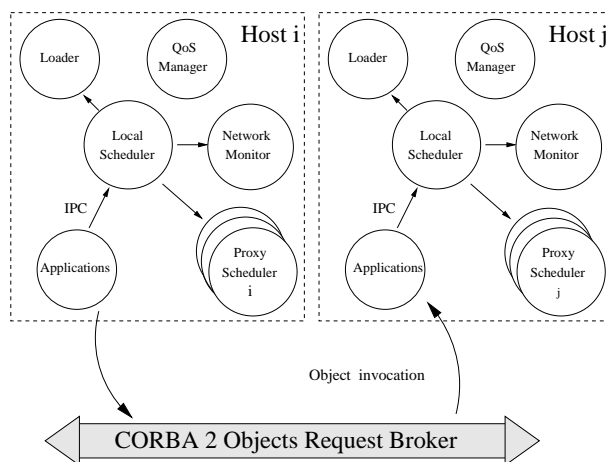 Host i
Loader
QoS
Manager
Local
Scheduler
Network
Monitor
IPC
Applications
Proxy
Scheduler
i
Host j
Loader
QoS
Manager
Local
Scheduler
Network
Monitor
IPC
Applications
Proxy
Scheduler
j
Object invocation
CORBA 2 Objects Request Broker